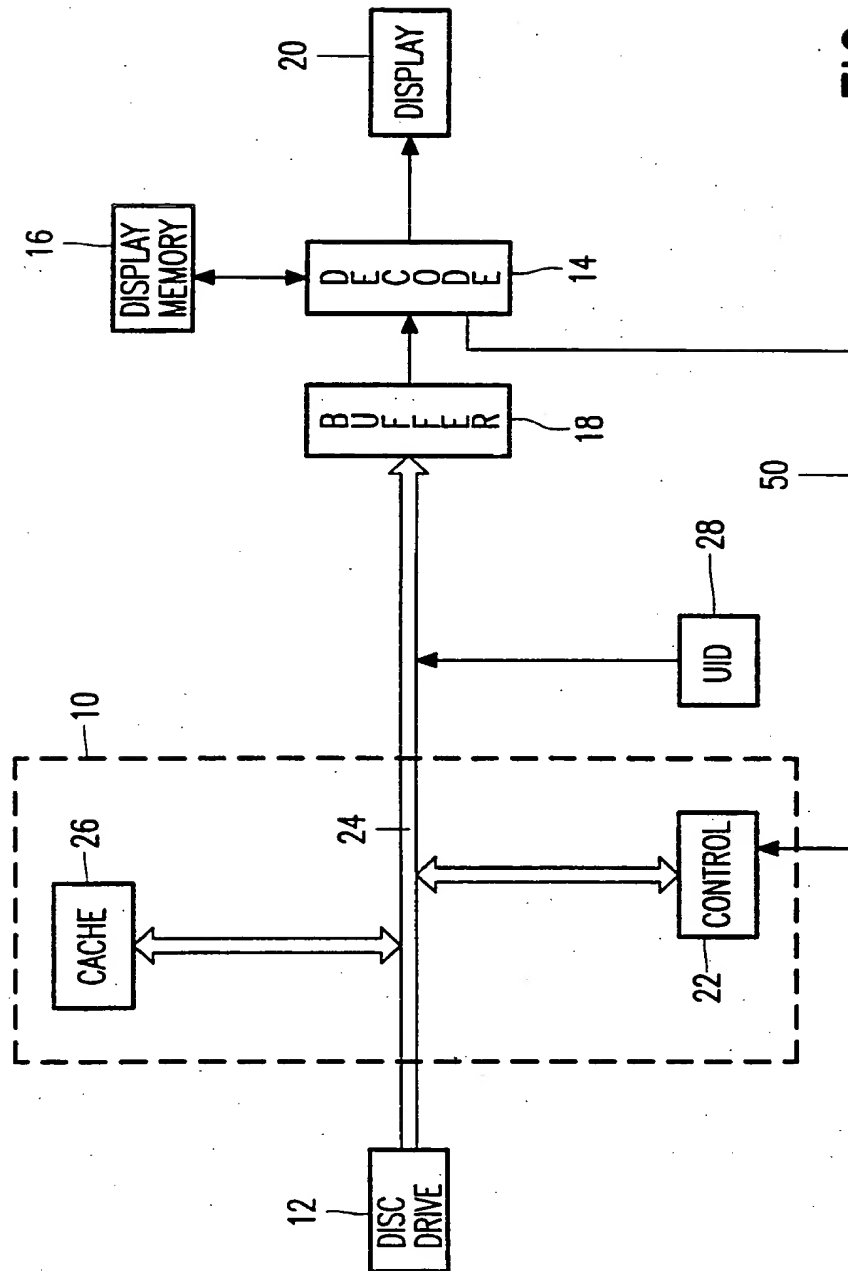 20
DISPLAY
16
DISPLAY
MEMORY
DECODE
14
BUFFER
18
50
28
UID
10
26
CACHE
24
CONTROL
22
12
DISC
DRIVE